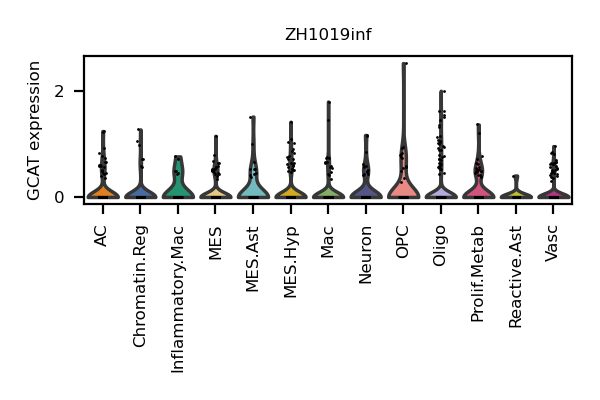 ZH1019inf
GCAT expression
2
0
AC
Chromatin.Reg
Inflammatory.Mac
MES
MES.Ast
MES.Hyp
Mac
Neuron
OPC
Oligo
Prolif.Metab
Reactive.Ast
Vasc